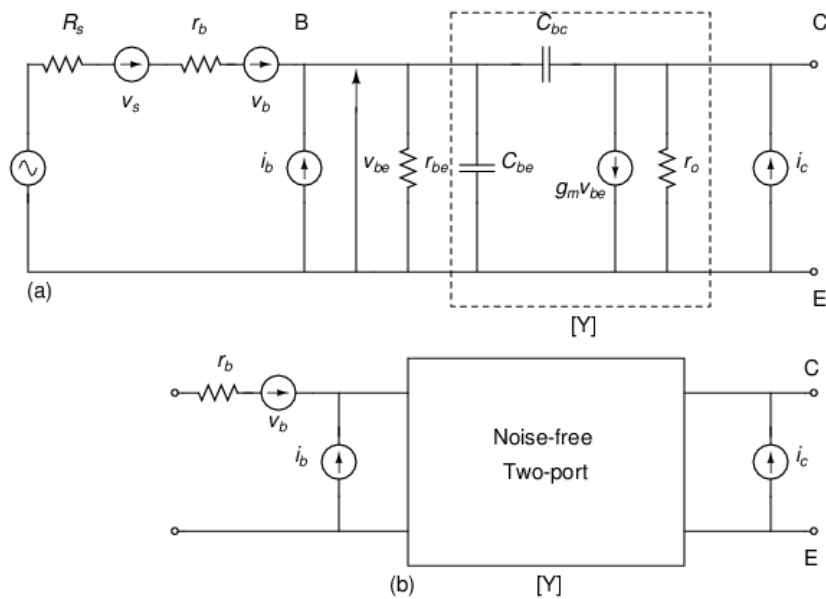 R_s r_b B C_bc C
v_s v_b
i_b v_be r_be C_be g_m v_be r_o i_c
(a) E
[Y]
r_b C
v_b
i_b Noise-free i_c
Two-port
E
(b) [Y]